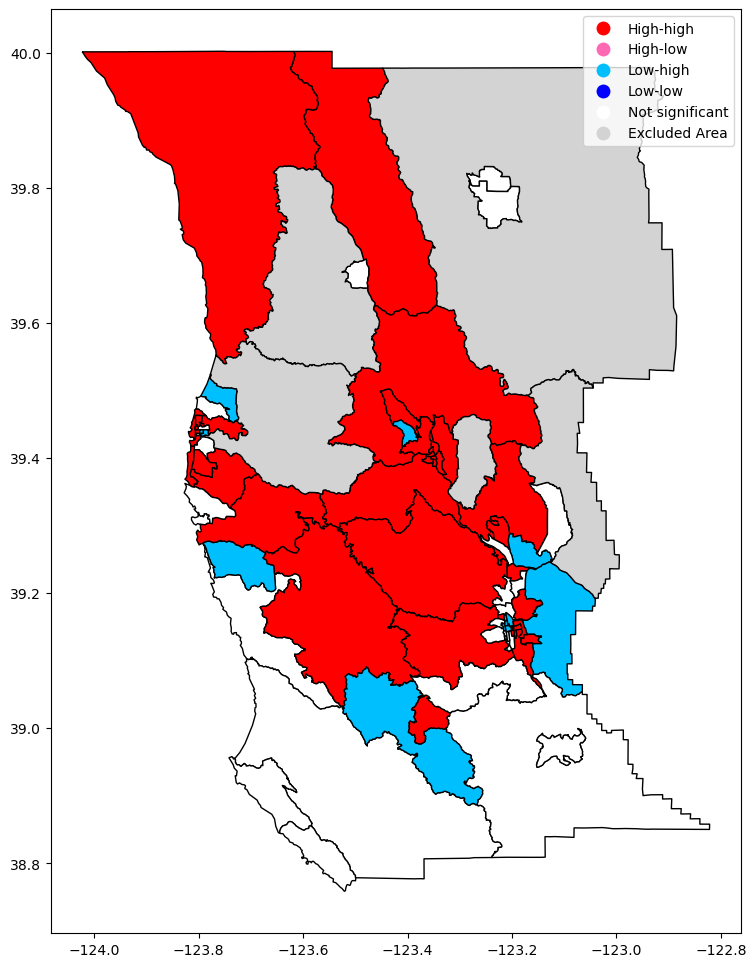 High-high
High-low
Low-high
Low-low
Not significant
Excluded Area
40.0
39.8
39.6
39.4
39.2
39.0
38.8
−124.0 −123.8 −123.6 −123.4 −123.2 −123.0 −122.8